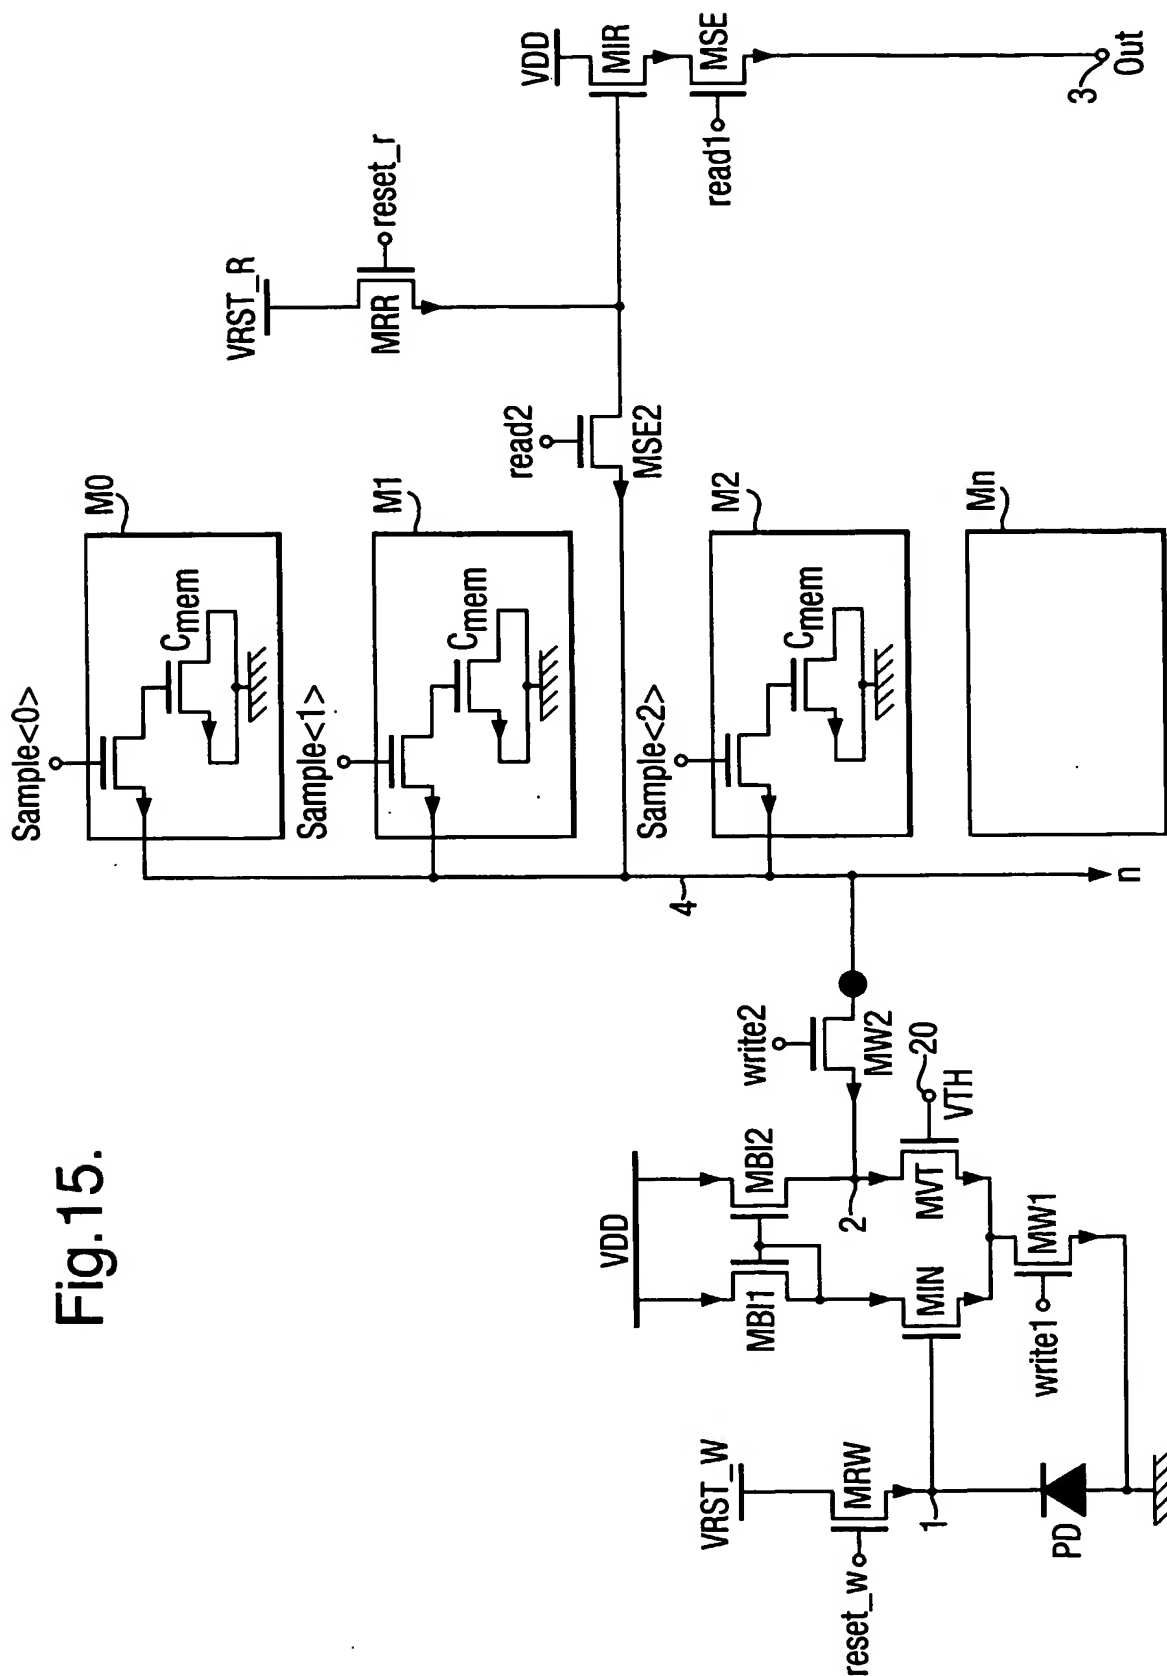 Fig.15.
Sample<0>
M0
Cmem
Sample<1>
M1
Cmem
Sample<2>
M2
Cmem
Mn
n
4
VRST_R
reset_r
MRR
read2
MSE2
VDD
MIR
MSE
read1
3
Out
VDD
MBI1
MBI2
write2
MW2
2
MVT
20
VTH
MIN
MW1
write1
VRST_W
MRW
reset_w
1
PD